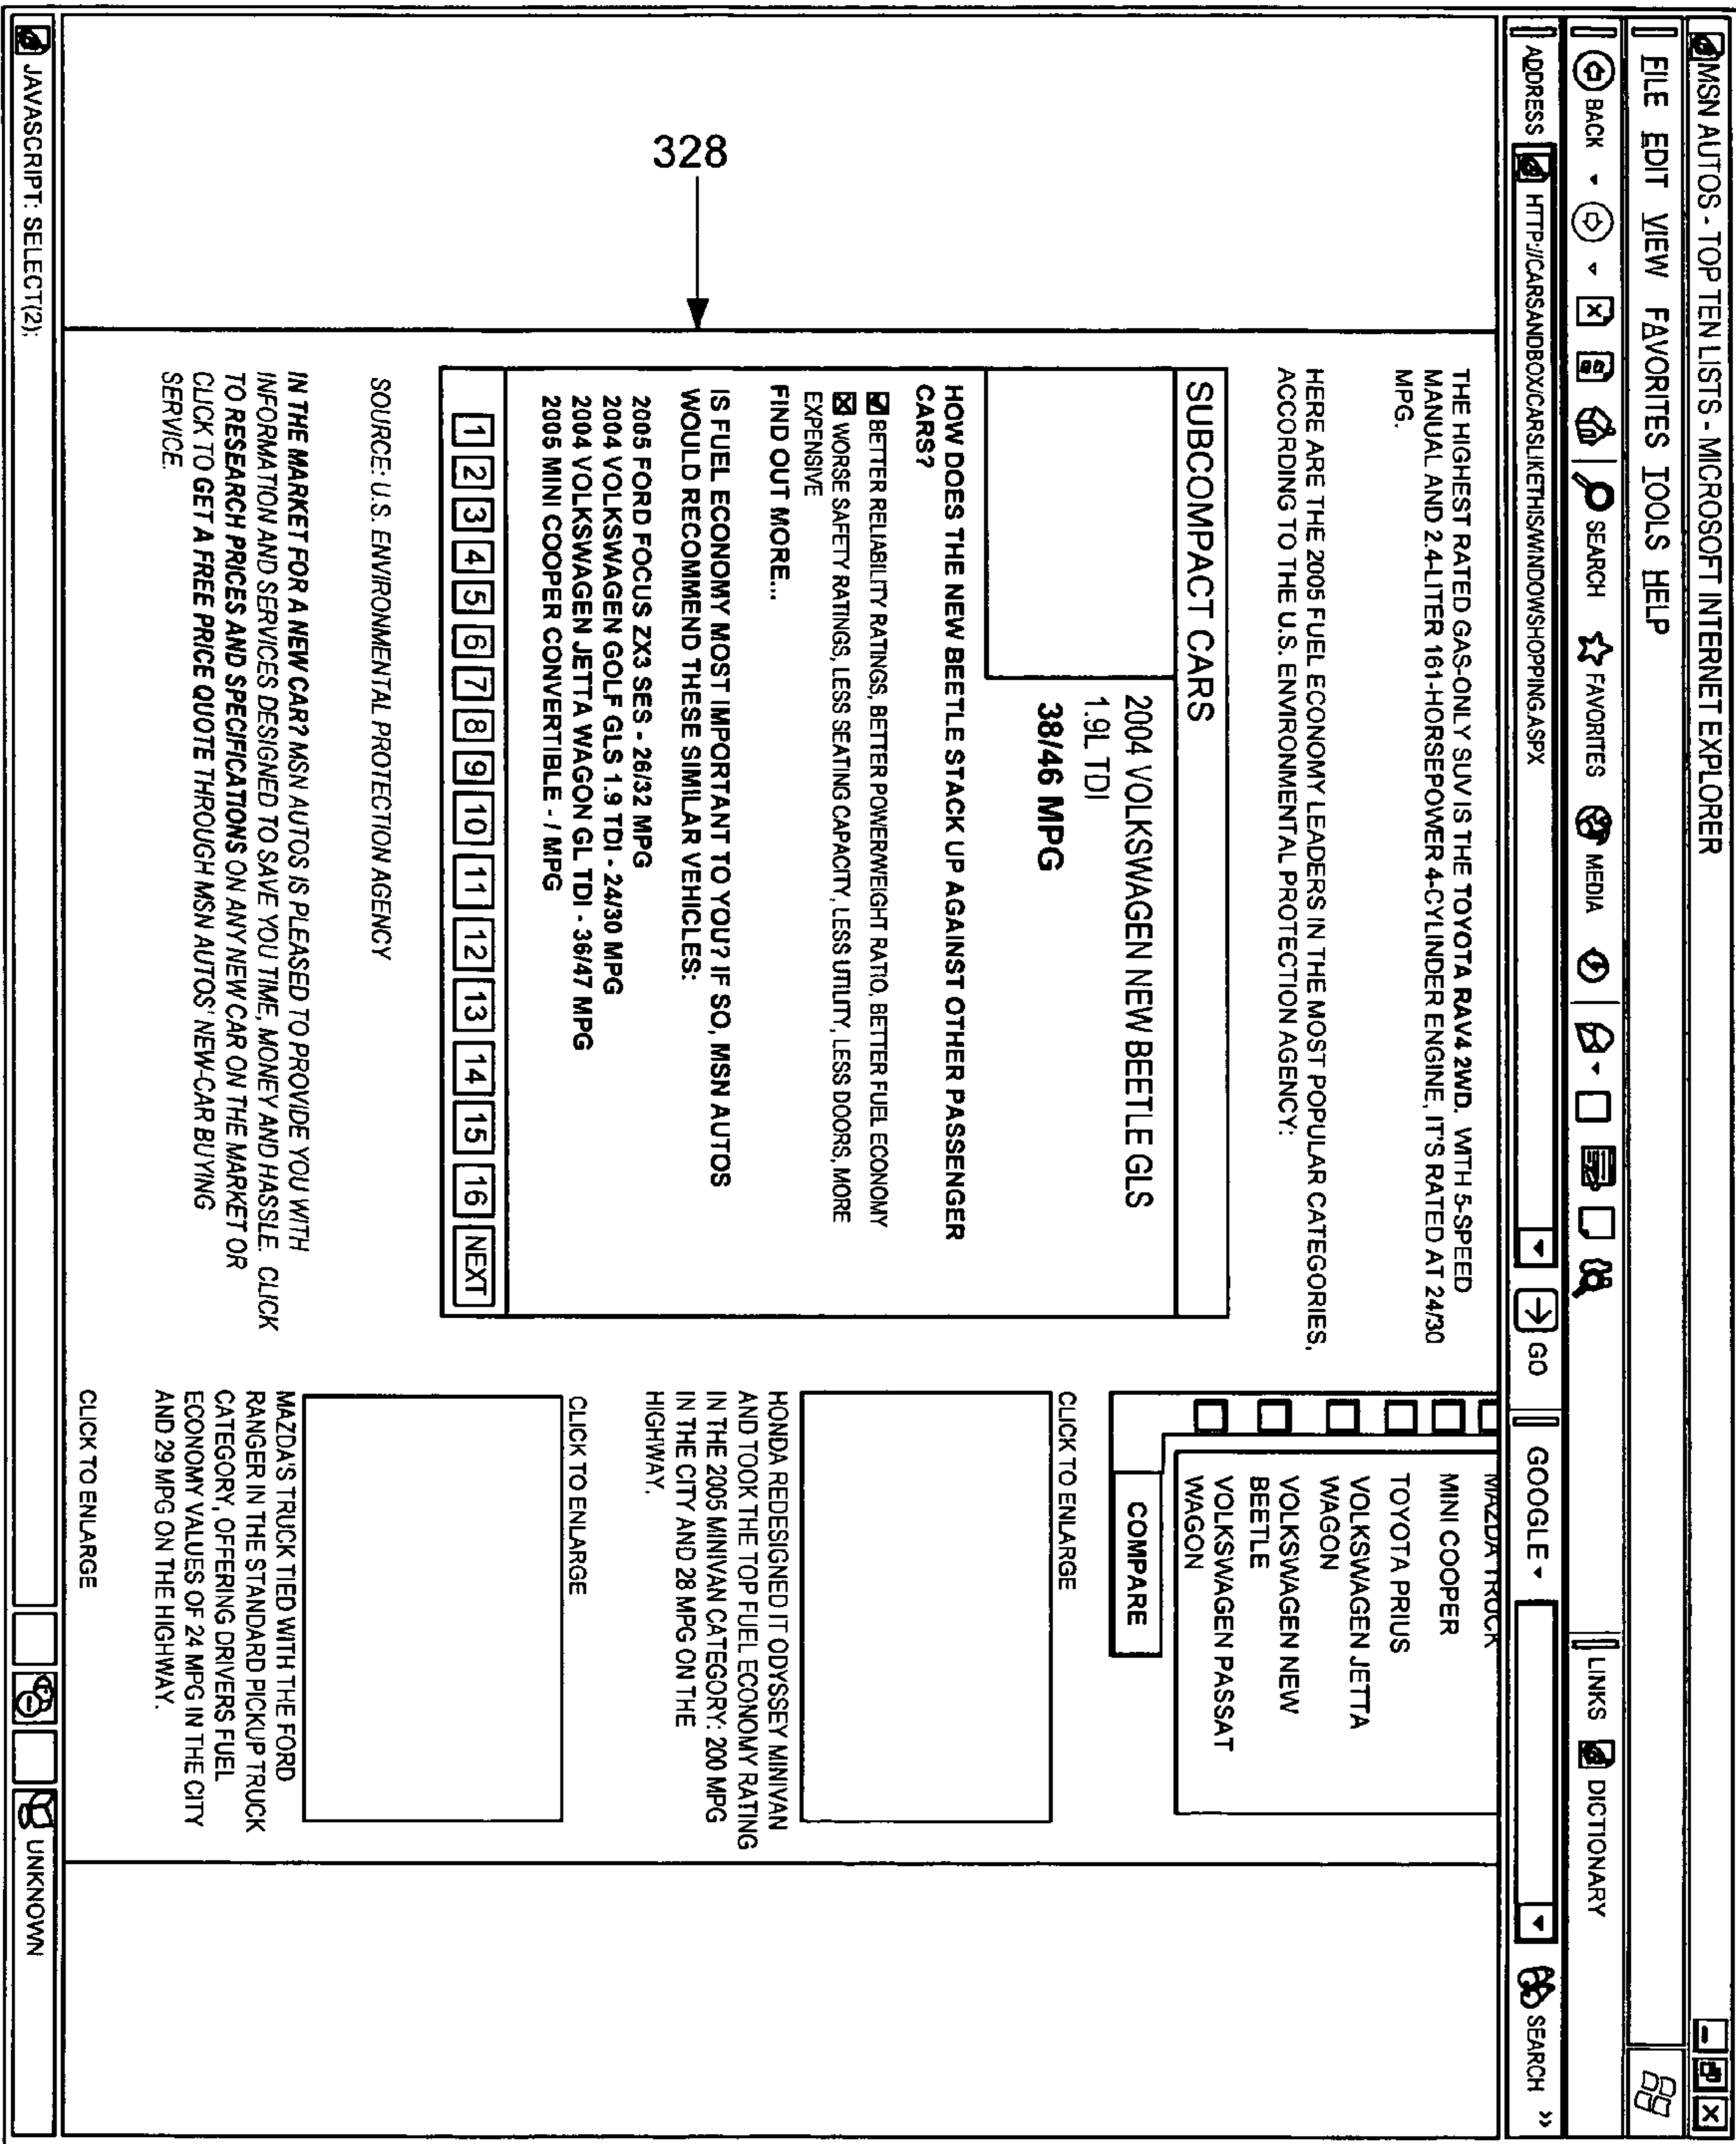 MSN AUTOS - TOP TEN LISTS - MICROSOFT INTERNET EXPLORER
FILE EDIT VIEW FAVORITES TOOLS HELP
BACK SEARCH FAVORITES MEDIA LINKS DICTIONARY
ADDRESS HTTP://CARSANDBOX/CARSLIKETHIS/WINDOWSHOPPING.ASPX GO GOOGLE SEARCH »
THE HIGHEST RATED GAS-ONLY SUV IS THE TOYOTA RAV4 2WD. WITH 5-SPEED
MANUAL AND 2.4-LITER 161-HORSEPOWER 4-CYLINDER ENGINE, IT'S RATED AT 24/30
MPG.
HERE ARE THE 2005 FUEL ECONOMY LEADERS IN THE MOST POPULAR CATEGORIES,
ACCORDING TO THE U.S. ENVIRONMENTAL PROTECTION AGENCY:
SUBCOMPACT CARS
2004 VOLKSWAGEN NEW BEETLE GLS
1.9L TDI
38/46 MPG
HOW DOES THE NEW BEETLE STACK UP AGAINST OTHER PASSENGER
CARS?
BETTER RELIABILITY RATINGS, BETTER POWER/WEIGHT RATIO, BETTER FUEL ECONOMY
WORSE SAFETY RATINGS, LESS SEATING CAPACITY, LESS UTILITY, LESS DOORS, MORE
EXPENSIVE
FIND OUT MORE...
IS FUEL ECONOMY MOST IMPORTANT TO YOU? IF SO, MSN AUTOS
WOULD RECOMMEND THESE SIMILAR VEHICLES:
2005 FORD FOCUS ZX3 SES - 26/32 MPG
2004 VOLKSWAGEN GOLF GLS 1.9 TDI - 24/30 MPG
2004 VOLKSWAGEN JETTA WAGON GL TDI - 36/47 MPG
2005 MINI COOPER CONVERTIBLE - / MPG
1 2 3 4 5 6 7 8 9 10 11 12 13 14 15 16 NEXT
SOURCE: U.S. ENVIRONMENTAL PROTECTION AGENCY
IN THE MARKET FOR A NEW CAR? MSN AUTOS IS PLEASED TO PROVIDE YOU WITH
INFORMATION AND SERVICES DESIGNED TO SAVE YOU TIME, MONEY AND HASSLE. CLICK
TO RESEARCH PRICES AND SPECIFICATIONS ON ANY NEW CAR ON THE MARKET OR
CLICK TO GET A FREE PRICE QUOTE THROUGH MSN AUTOS' NEW-CAR BUYING
SERVICE.
MAZDA TRUCK
MINI COOPER
TOYOTA PRIUS
VOLKSWAGEN JETTA
WAGON
VOLKSWAGEN NEW
BEETLE
VOLKSWAGEN PASSAT
WAGON
COMPARE
CLICK TO ENLARGE
HONDA REDESIGNED IT ODYSSEY MINIVAN
AND TOOK THE TOP FUEL ECONOMY RATING
IN THE 2005 MINIVAN CATEGORY: 200 MPG
IN THE CITY AND 28 MPG ON THE
HIGHWAY.
CLICK TO ENLARGE
MAZDA'S TRUCK TIED WITH THE FORD
RANGER IN THE STANDARD PICKUP TRUCK
CATEGORY, OFFERING DRIVERS FUEL
ECONOMY VALUES OF 24 MPG IN THE CITY
AND 29 MPG ON THE HIGHWAY.
CLICK TO ENLARGE
JAVASCRIPT: SELECT(2); UNKNOWN
328